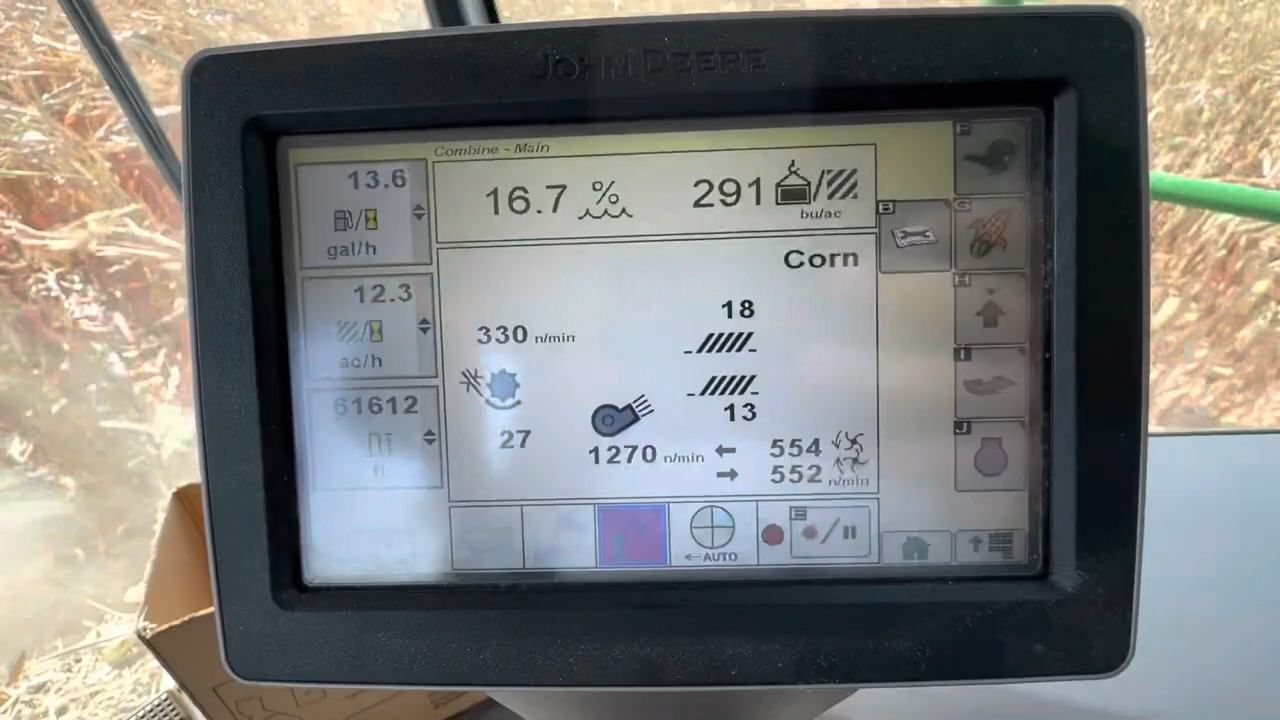 JOHN DEERE
Combine - Main
13.6
gal/h
12.3
ac/h
61612
ft
16.7 %
291
bu/ac
Corn
330 n/min
27
18
13
1270 n/min
554
552
n/min
AUTO
B
E
F
G
H
I
J